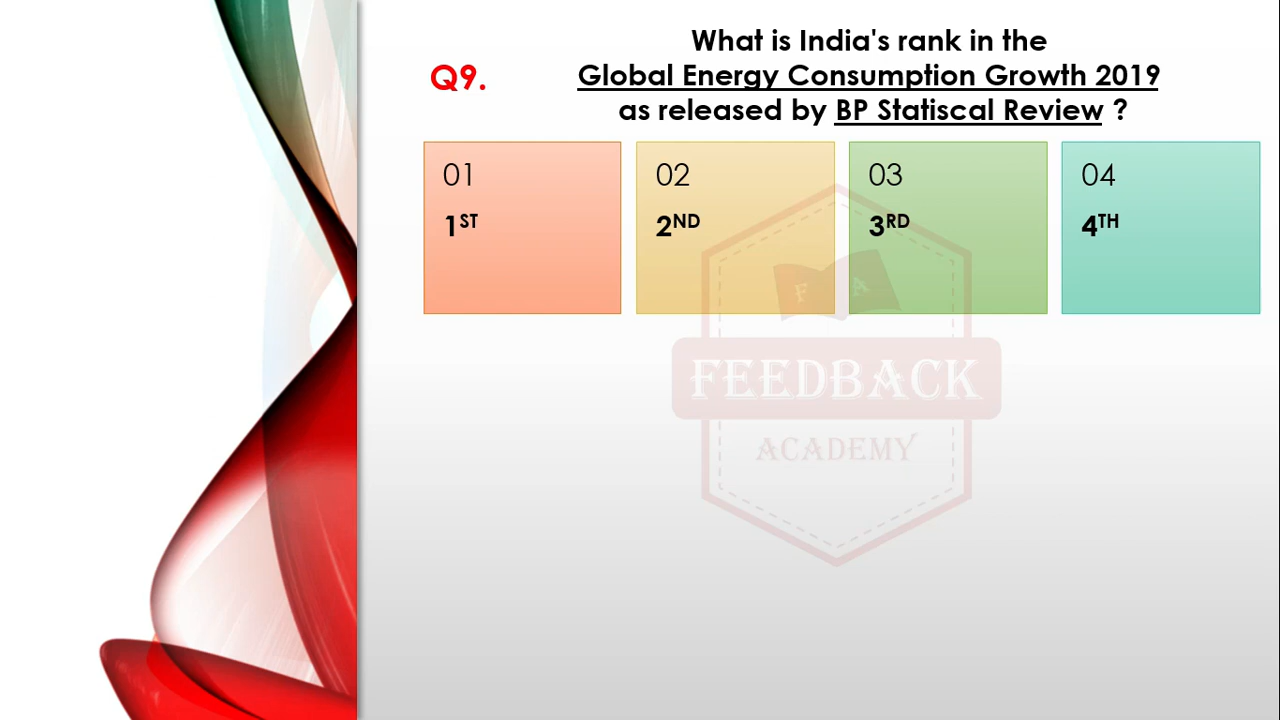 What is India's rank in the
Q9.
Global Energy Consumption Growth 2019
as released by BP Statiscal Review ?
01
1ST
02
2ND
03
3RD
04
4TH
F A
FEEDBACK
ACADEMY